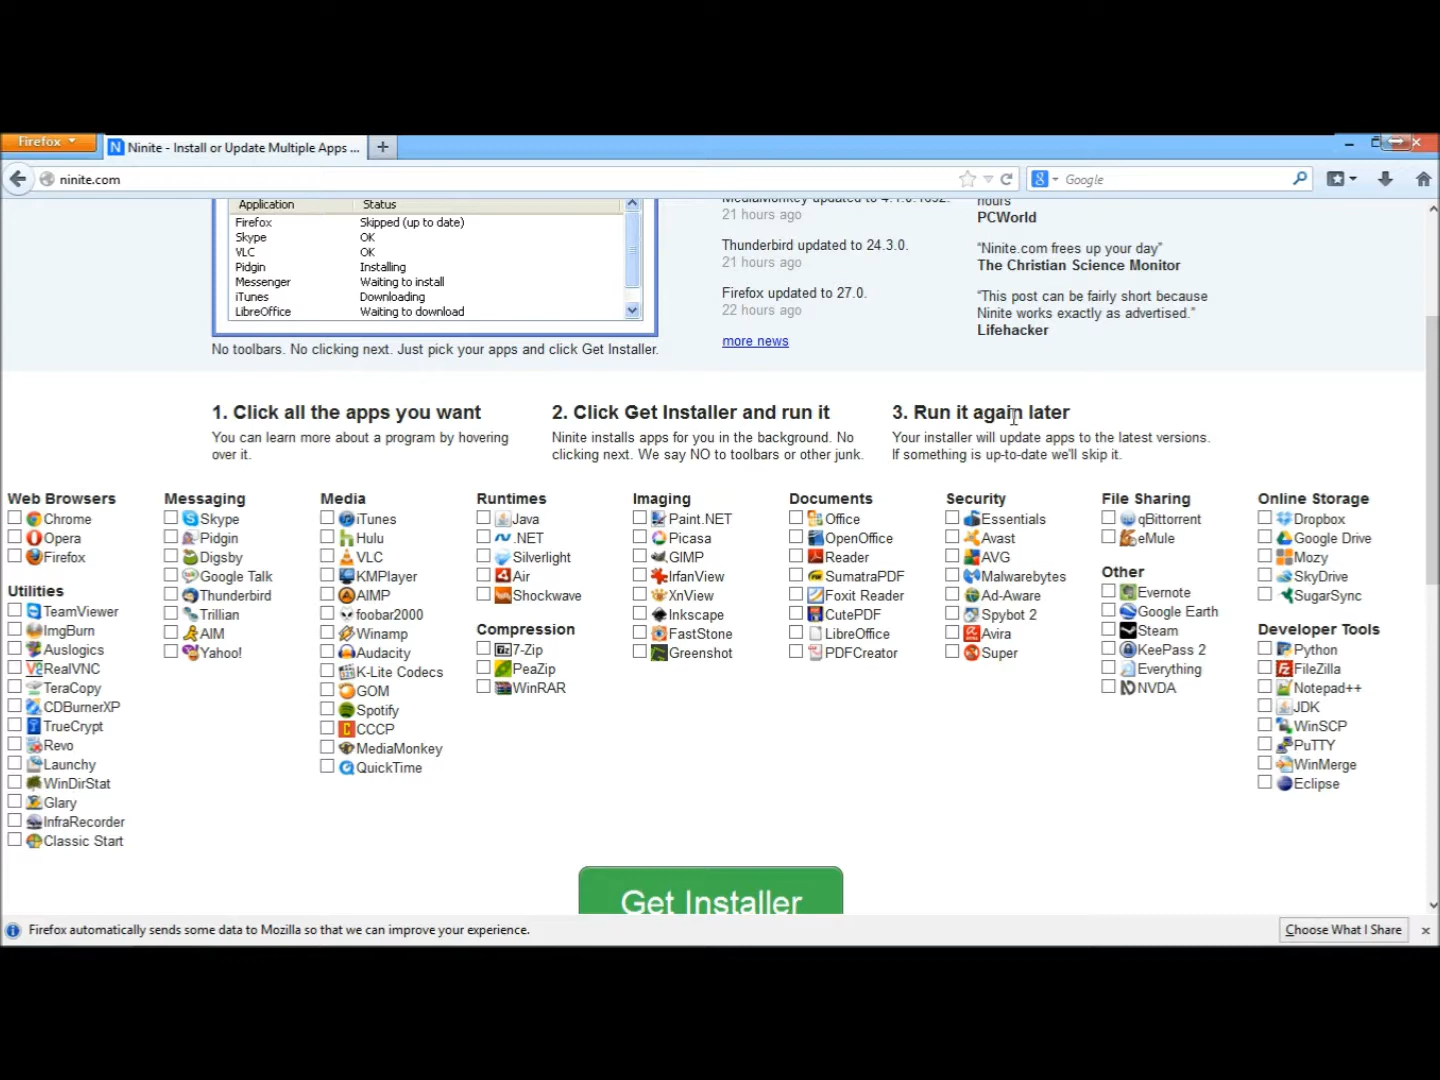 Firefox
Ninite - Install or Update Multiple Apps ...
ninite.com
Google
Application Status
Firefox Skipped (up to date)
Skype OK
VLC OK
Pidgin Installing
Messenger Waiting to install
iTunes Downloading
LibreOffice Waiting to download
No toolbars. No clicking next. Just pick your apps and click Get Installer.
21 hours ago
Thunderbird updated to 24.3.0.
21 hours ago
Firefox updated to 27.0.
22 hours ago
more news
hours
PCWorld
“Ninite.com frees up your day”
The Christian Science Monitor
“This post can be fairly short because
Ninite works exactly as advertised.”
Lifehacker
1. Click all the apps you want
You can learn more about a program by hovering
over it.
2. Click Get Installer and run it
Ninite installs apps for you in the background. No
clicking next. We say NO to toolbars or other junk.
3. Run it again later
Your installer will update apps to the latest versions.
If something is up-to-date we'll skip it.
Web Browsers
Chrome
Opera
Firefox
Utilities
TeamViewer
ImgBurn
Auslogics
RealVNC
TeraCopy
CDBurnerXP
TrueCrypt
Revo
Launchy
WinDirStat
Glary
InfraRecorder
Classic Start
Messaging
Skype
Pidgin
Digsby
Google Talk
Thunderbird
Trillian
AIM
Yahoo!
Media
iTunes
Hulu
VLC
KMPlayer
AIMP
foobar2000
Winamp
Audacity
K-Lite Codecs
GOM
Spotify
CCCP
MediaMonkey
QuickTime
Runtimes
Java
.NET
Silverlight
Air
Shockwave
Compression
7-Zip
PeaZip
WinRAR
Imaging
Paint.NET
Picasa
GIMP
IrfanView
XnView
Inkscape
FastStone
Greenshot
Documents
Office
OpenOffice
Reader
SumatraPDF
Foxit Reader
CutePDF
LibreOffice
PDFCreator
Security
Essentials
Avast
AVG
Malwarebytes
Ad-Aware
Spybot 2
Avira
Super
File Sharing
qBittorrent
eMule
Other
Evernote
Google Earth
Steam
KeePass 2
Everything
NVDA
Online Storage
Dropbox
Google Drive
Mozy
SkyDrive
SugarSync
Developer Tools
Python
FileZilla
Notepad++
JDK
WinSCP
PuTTY
WinMerge
Eclipse
Get Installer
Firefox automatically sends some data to Mozilla so that we can improve your experience.
Choose What I Share